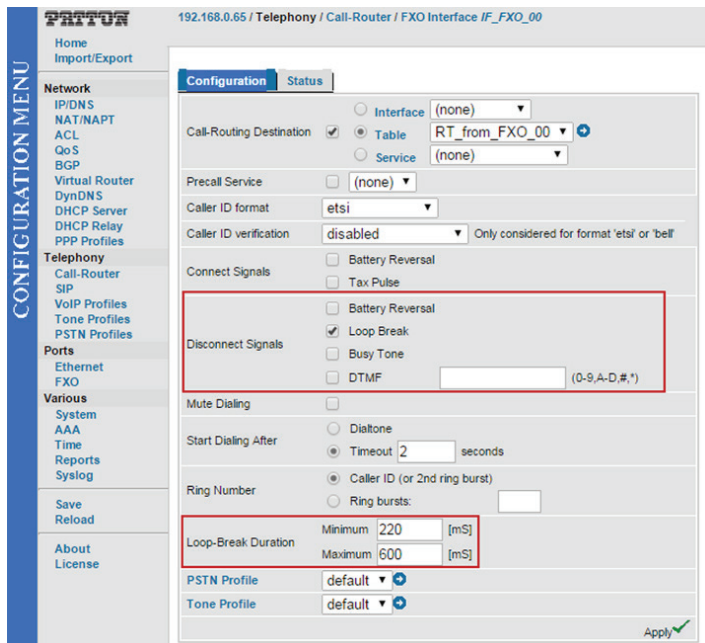 PATTON
192.168.0.65 / Telephony / Call-Router / FXO Interface IF_FXO_00
CONFIGURATION MENU
Home
Import/Export
Network
IP/DNS
NAT/NAPT
ACL
QoS
BGP
Virtual Router
DynDNS
DHCP Server
DHCP Relay
PPP Profiles
Telephony
Call-Router
SIP
VoIP Profiles
Tone Profiles
PSTN Profiles
Ports
Ethernet
FXO
Various
System
AAA
Time
Reports
Syslog
Save
Reload
About
License
Configuration Status
Call-Routing Destination
Interface (none)
Table RT_from_FXO_00
Service (none)
Precall Service (none)
Caller ID format etsi
Caller ID verification disabled Only considered for format 'etsi' or 'bell'
Connect Signals
Battery Reversal
Tax Pulse
Disconnect Signals
Battery Reversal
Loop Break
Busy Tone
DTMF (0-9,A-D,#,*)
Mute Dialing
Start Dialing After
Dialtone
Timeout 2 seconds
Ring Number
Caller ID (or 2nd ring burst)
Ring bursts:
Loop-Break Duration
Minimum 220 [mS]
Maximum 600 [mS]
PSTN Profile default
Tone Profile default
Apply